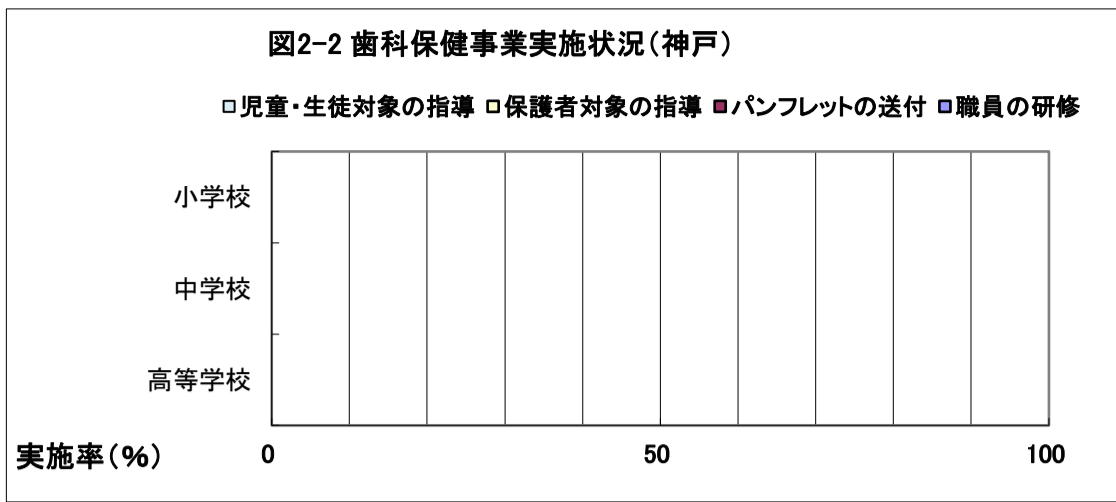 図2-2 歯科保健事業実施状況（神戸）
児童・生徒対象の指導 保護者対象の指導 パンフレットの送付 職員の研修
小学校
中学校
高等学校
実施率（％） 0 50 100